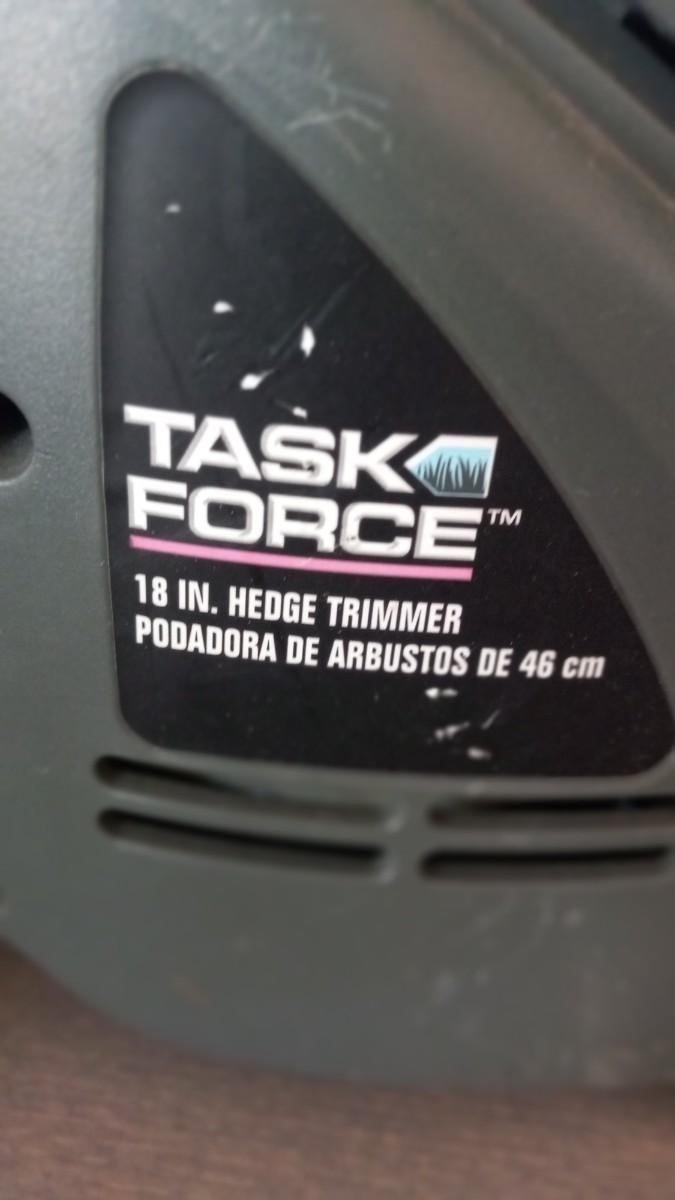 TASK
FORCE™
18 IN. HEDGE TRIMMER
PODADORA DE ARBUSTOS DE 46 cm